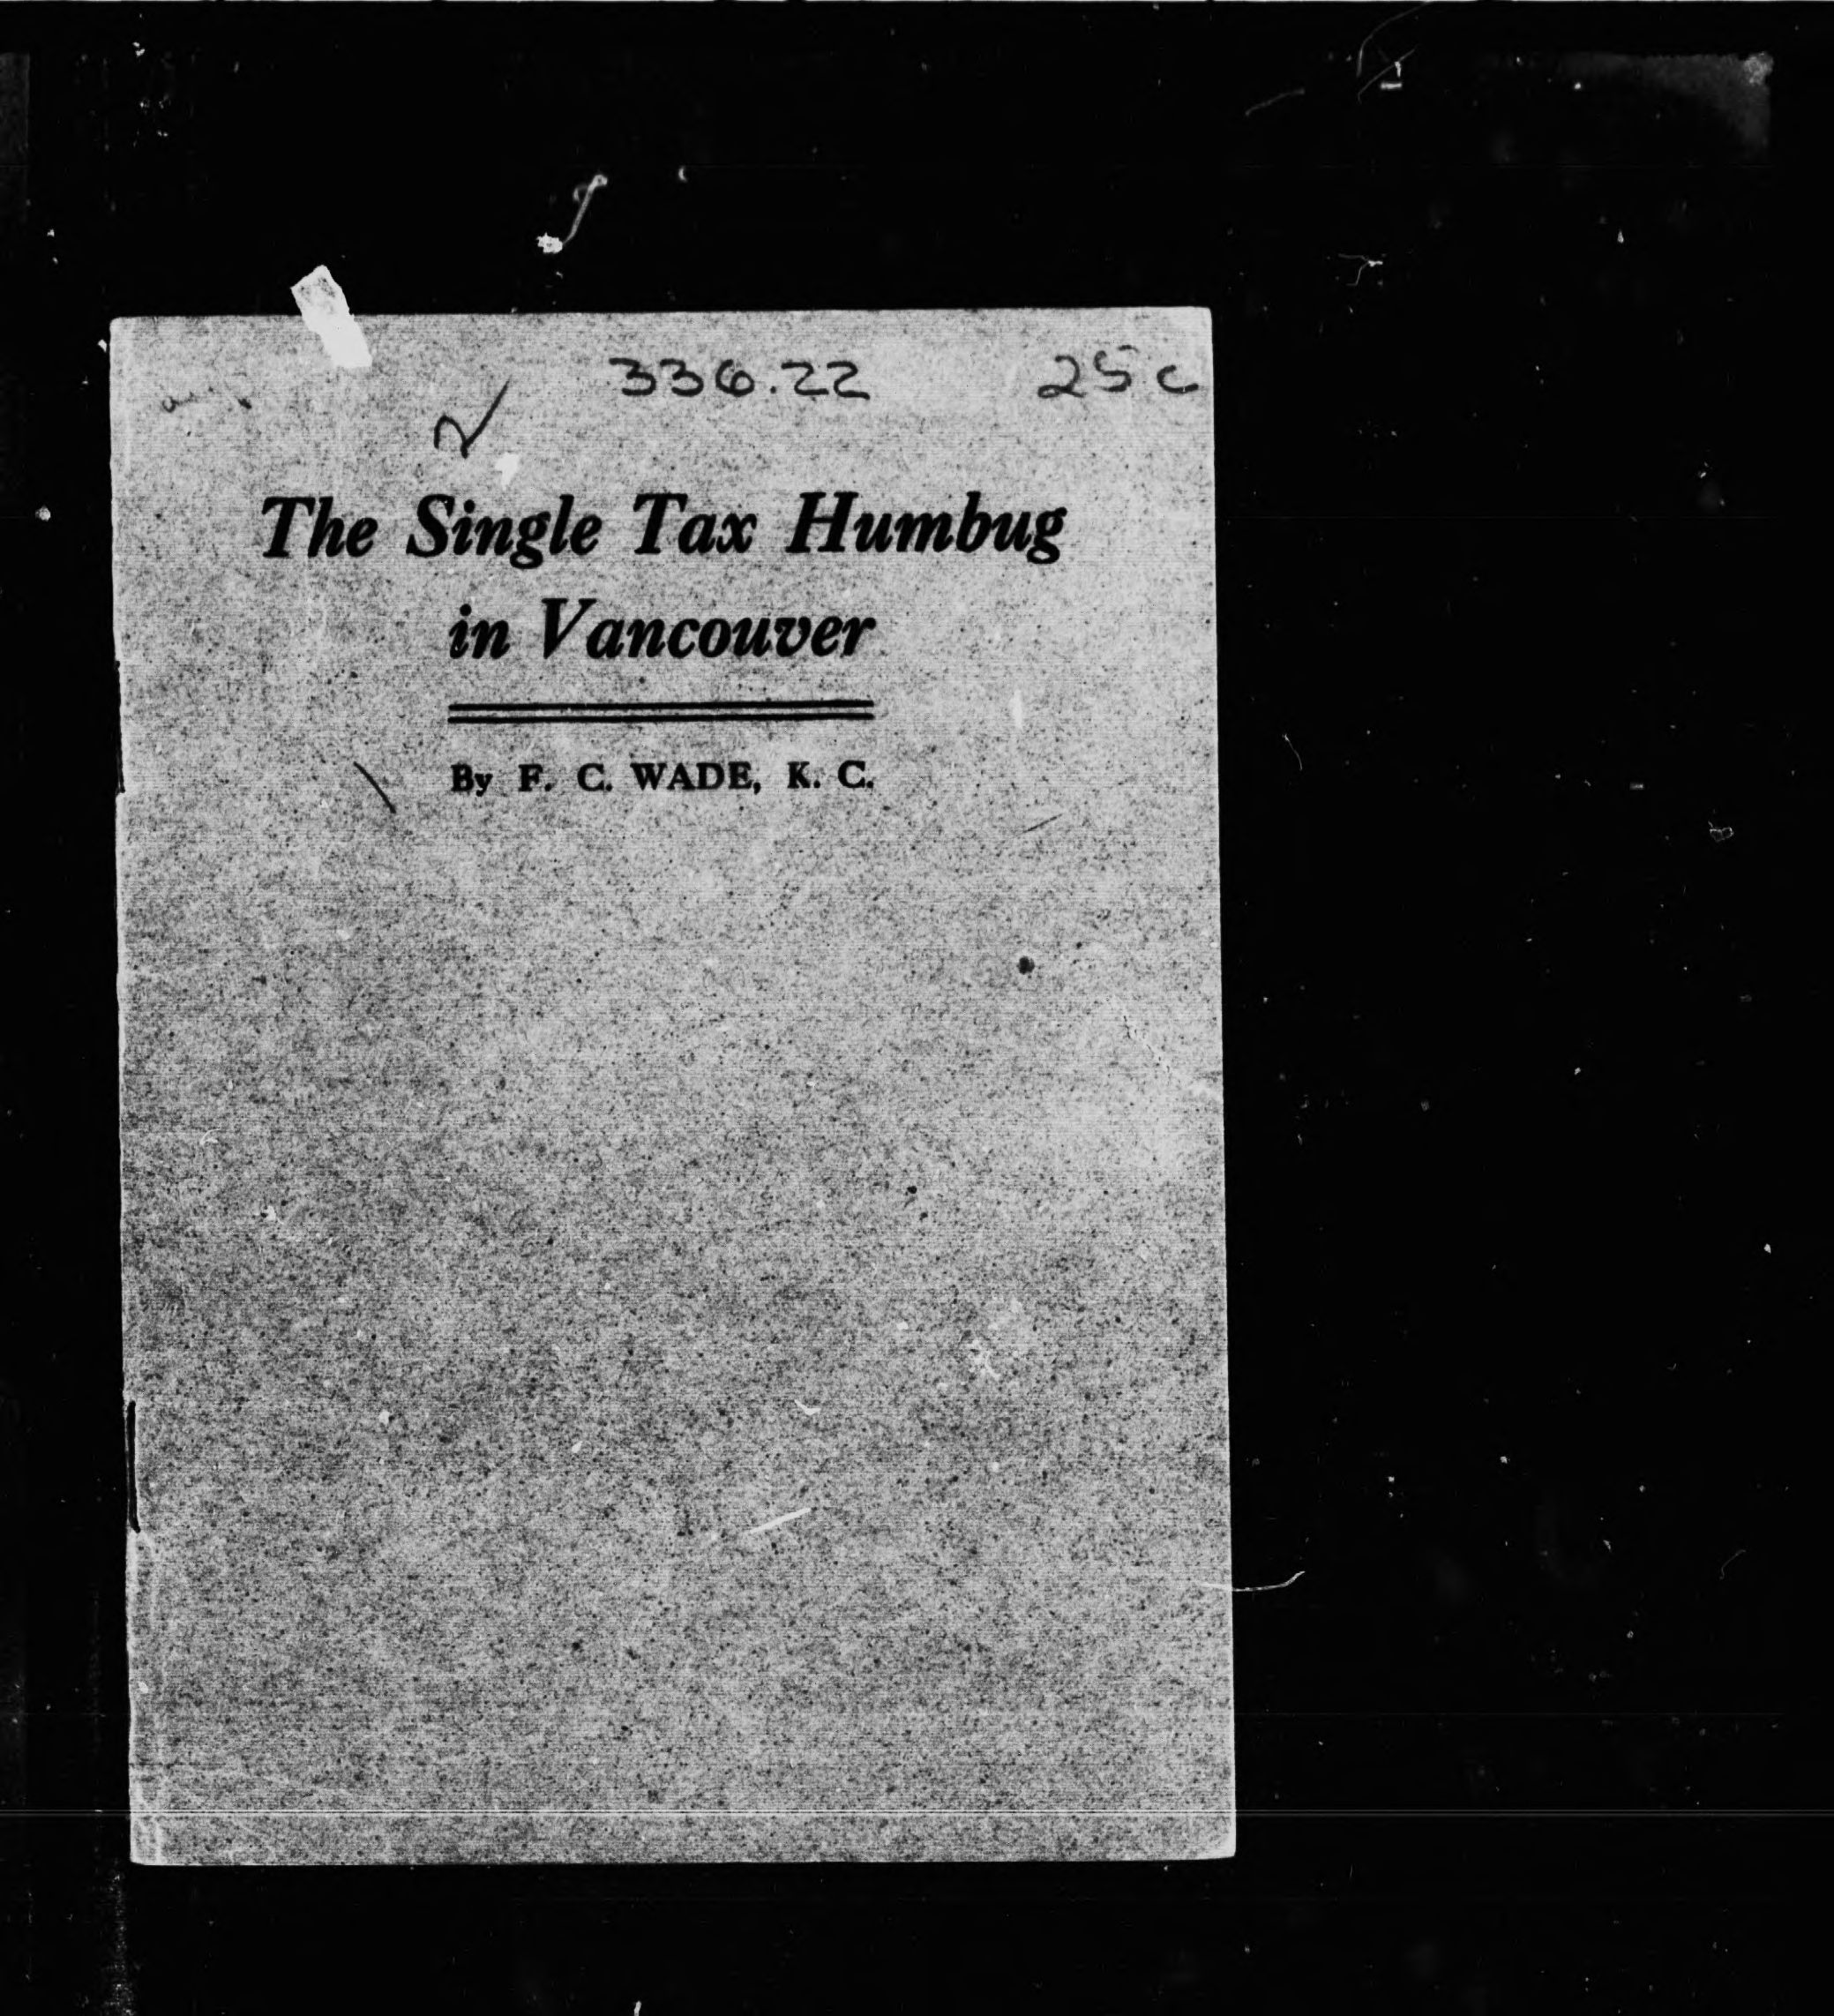 336.22 25c
The Single Tax Humbug
in Vancouver
By F. C. WADE, K. C.